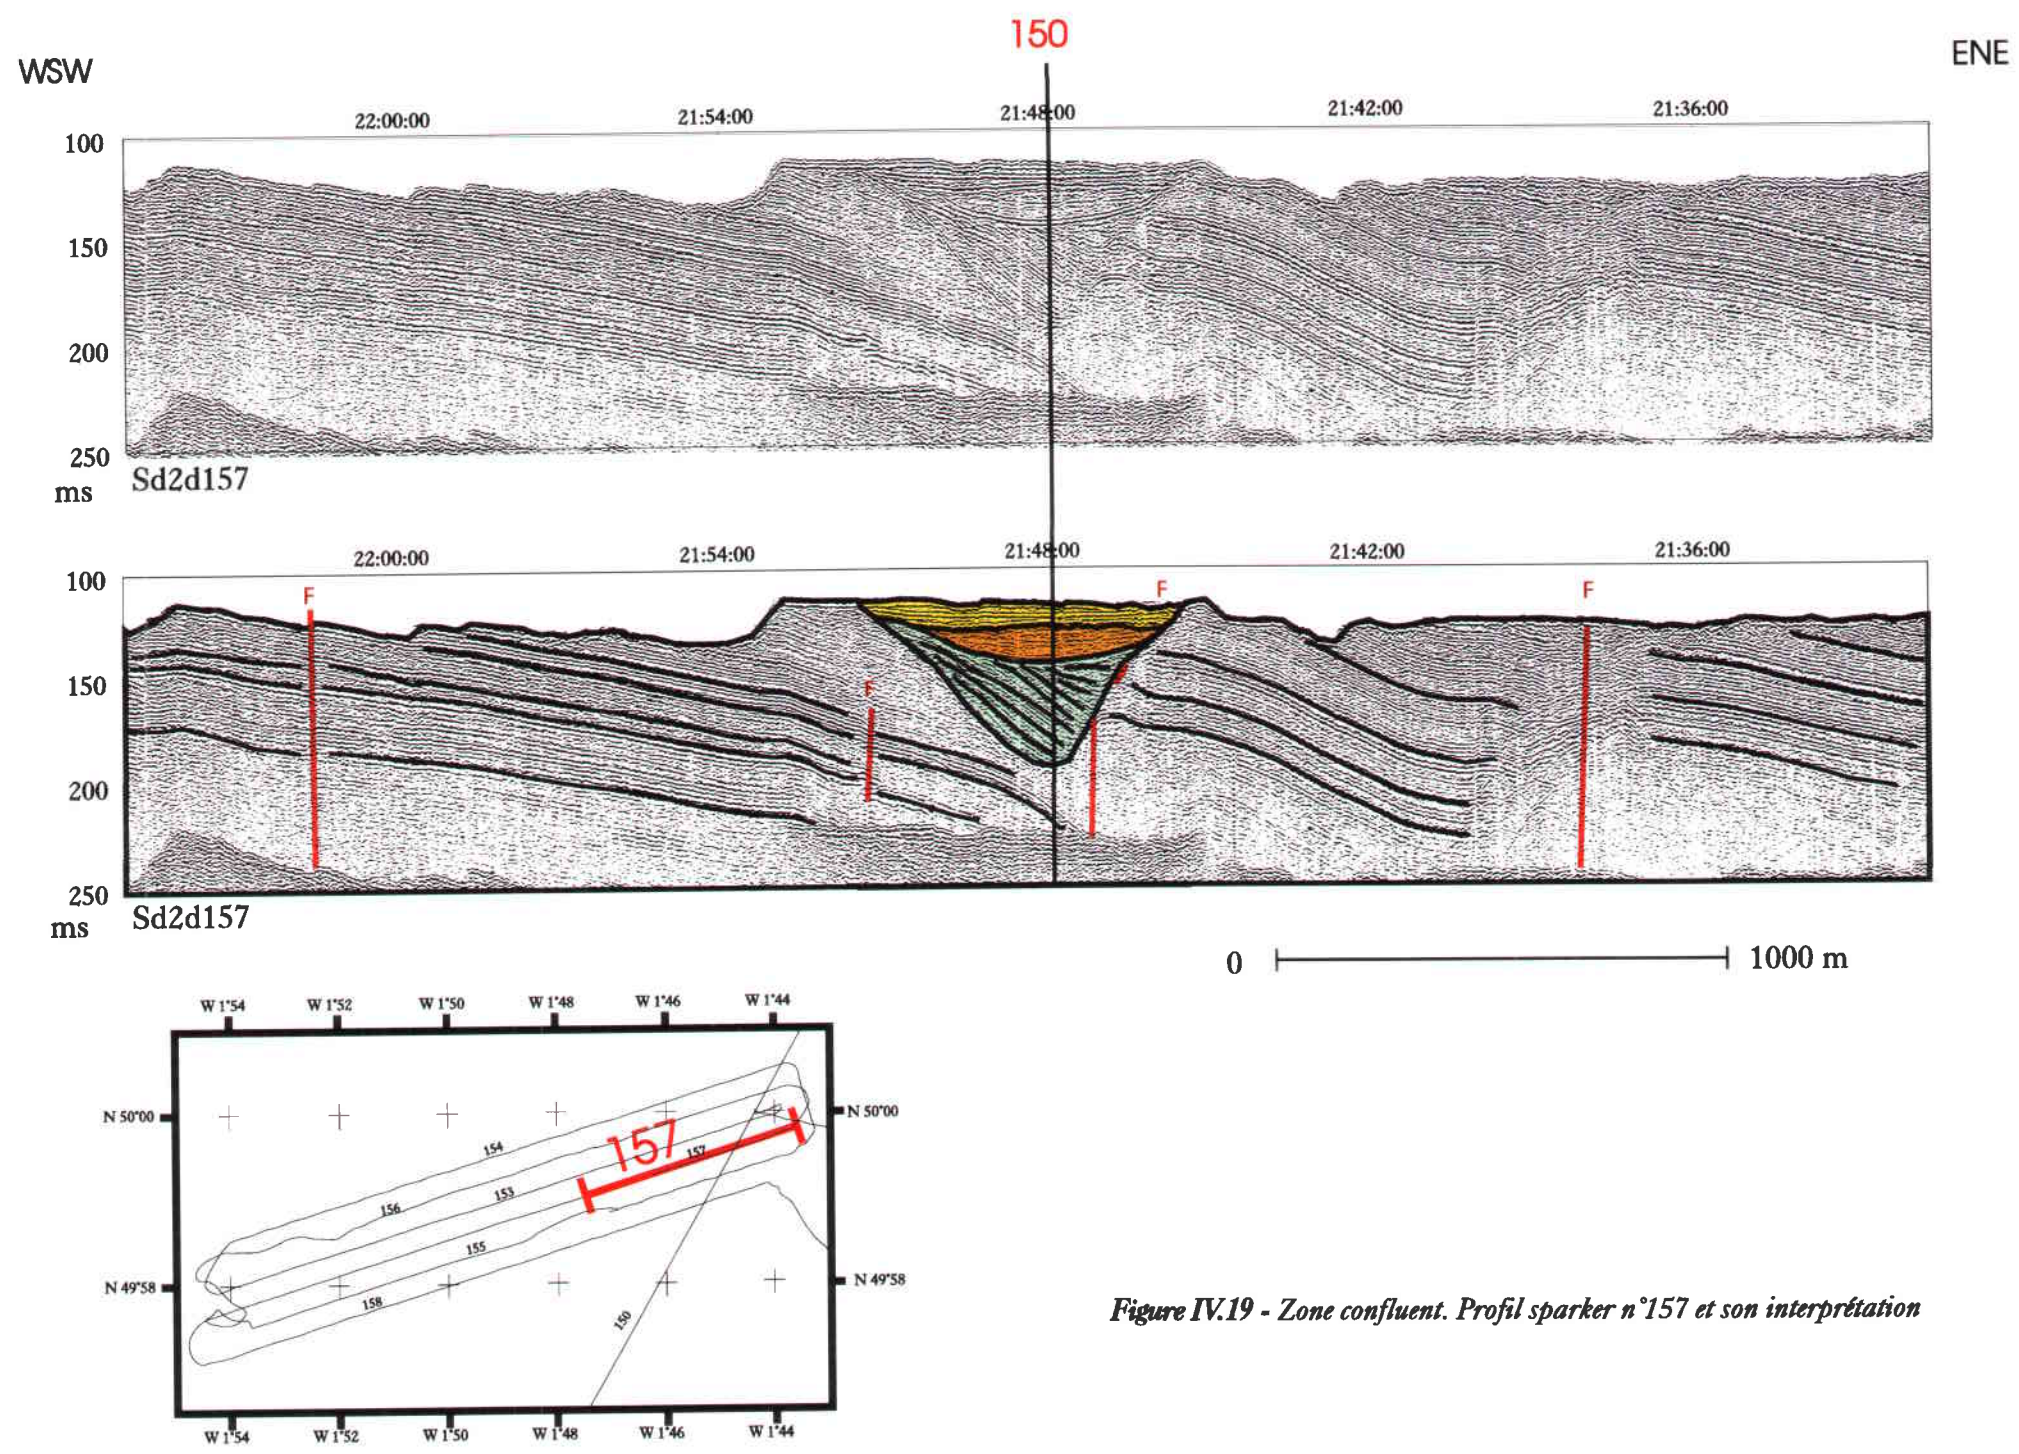 150
WSW
ENE
22:00:00 21:54:00 21:48:00 21:42:00 21:36:00
100
150
200
250
ms
Sd2d157
22:00:00 21:54:00 21:48:00 21:42:00 21:36:00
100
150
200
250
ms
F
F
F
F
Sd2d157
0 1000 m
W 1°54 W 1°52 W 1°50 W 1°48 W 1°46 W 1°44
N 50°00 N 50°00
154
157
157
156
153
155
158
150
N 49°58 N 49°58
W 1°54 W 1°52 W 1°50 W 1°48 W 1°46 W 1°44
Figure IV.19 - Zone confluent. Profil sparker n°157 et son interprétation